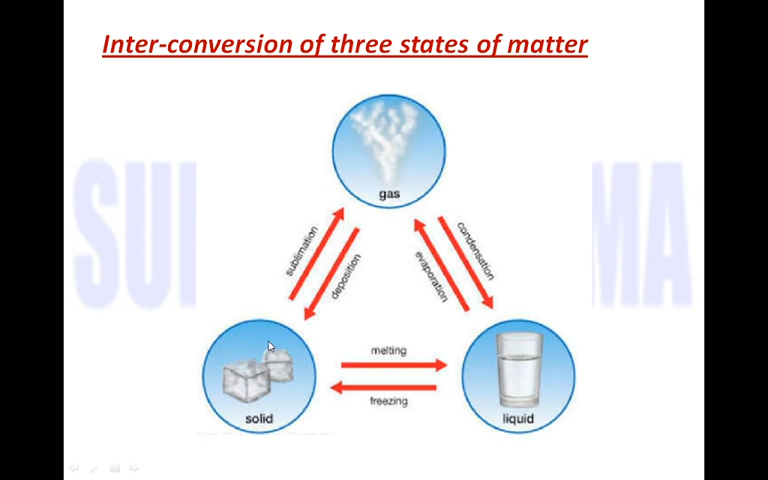 Inter-conversion of three states of matter
gas
sublimation
deposition
evaporation
condensation
melting
freezing
solid
liquid